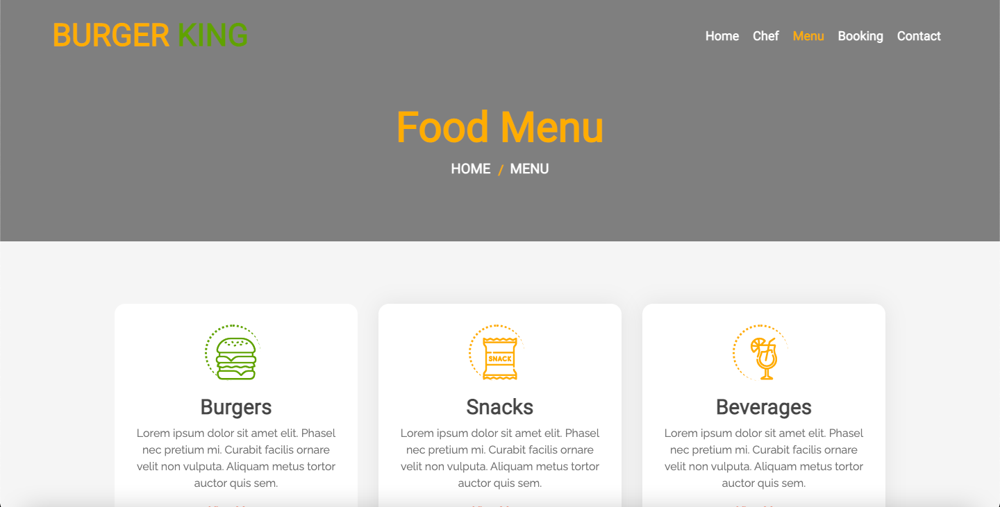 BURGER KING
Home Chef Menu Booking Contact
Food Menu
HOME / MENU
SNACK
Burgers
Lorem ipsum dolor sit amet elit. Phasel
nec pretium mi. Curabit facilis ornare
velit non vulputa. Aliquam metus tortor
auctor quis sem.
Snacks
Lorem ipsum dolor sit amet elit. Phasel
nec pretium mi. Curabit facilis ornare
velit non vulputa. Aliquam metus tortor
auctor quis sem.
Beverages
Lorem ipsum dolor sit amet elit. Phasel
nec pretium mi. Curabit facilis ornare
velit non vulputa. Aliquam metus tortor
auctor quis sem.